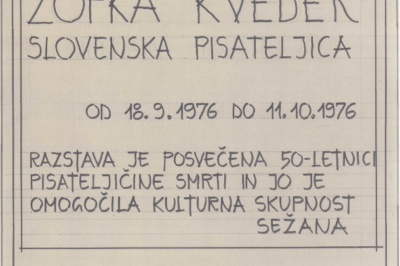 ZOFKA KVEDER
SLOVENSKA PISATELJICA
OD 18.9.1976 DO 11.10.1976
RAZSTAVA JE POSVEČENA 50-LETNICI
PISATELJIČINE SMRTI IN JO JE
OMOGOČILA KULTURNA SKUPNOST
SEŽANA